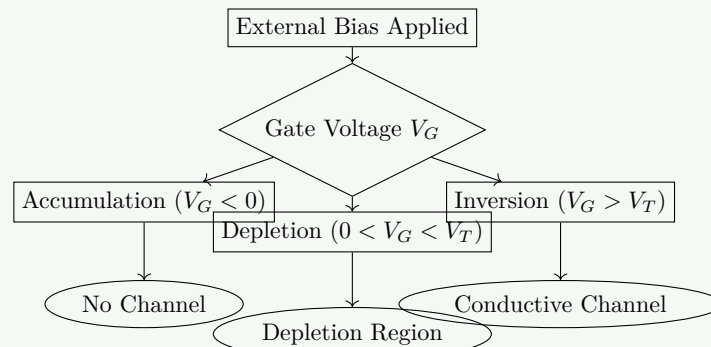 External Bias Applied
Gate Voltage V_G
Accumulation (V_G < 0)
Inversion (V_G > V_T)
Depletion (0 < V_G < V_T)
No Channel
Conductive Channel
Depletion Region